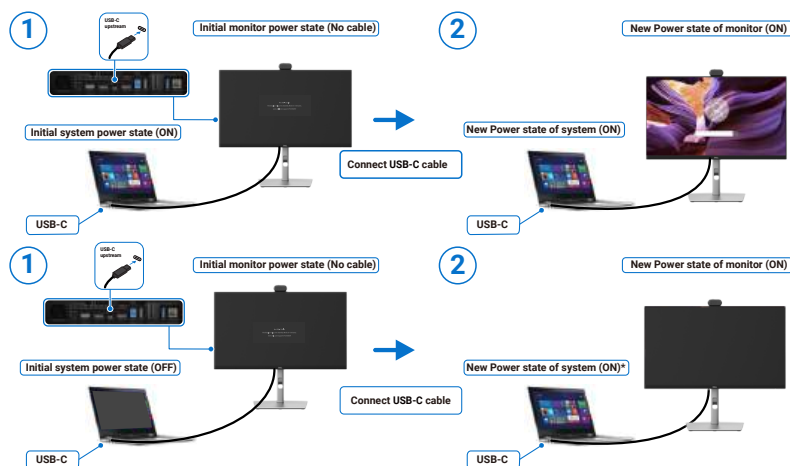 1
USB-C
upstream
Initial monitor power state (No cable)
Initial system power state (ON)
Connect USB-C cable
USB-C
2
New Power state of monitor (ON)
New Power state of system (ON)
USB-C
1
USB-C
upstream
Initial monitor power state (No cable)
Initial system power state (OFF)
Connect USB-C cable
USB-C
2
New Power state of monitor (ON)
New Power state of system (ON)*
USB-C